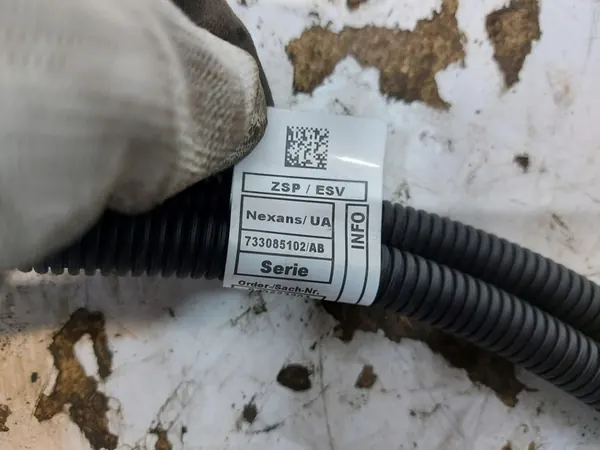 ZSP / ESV
Nexans/ UA
733085102/AB
Serie
INFO
Order-/Sach-Nr.